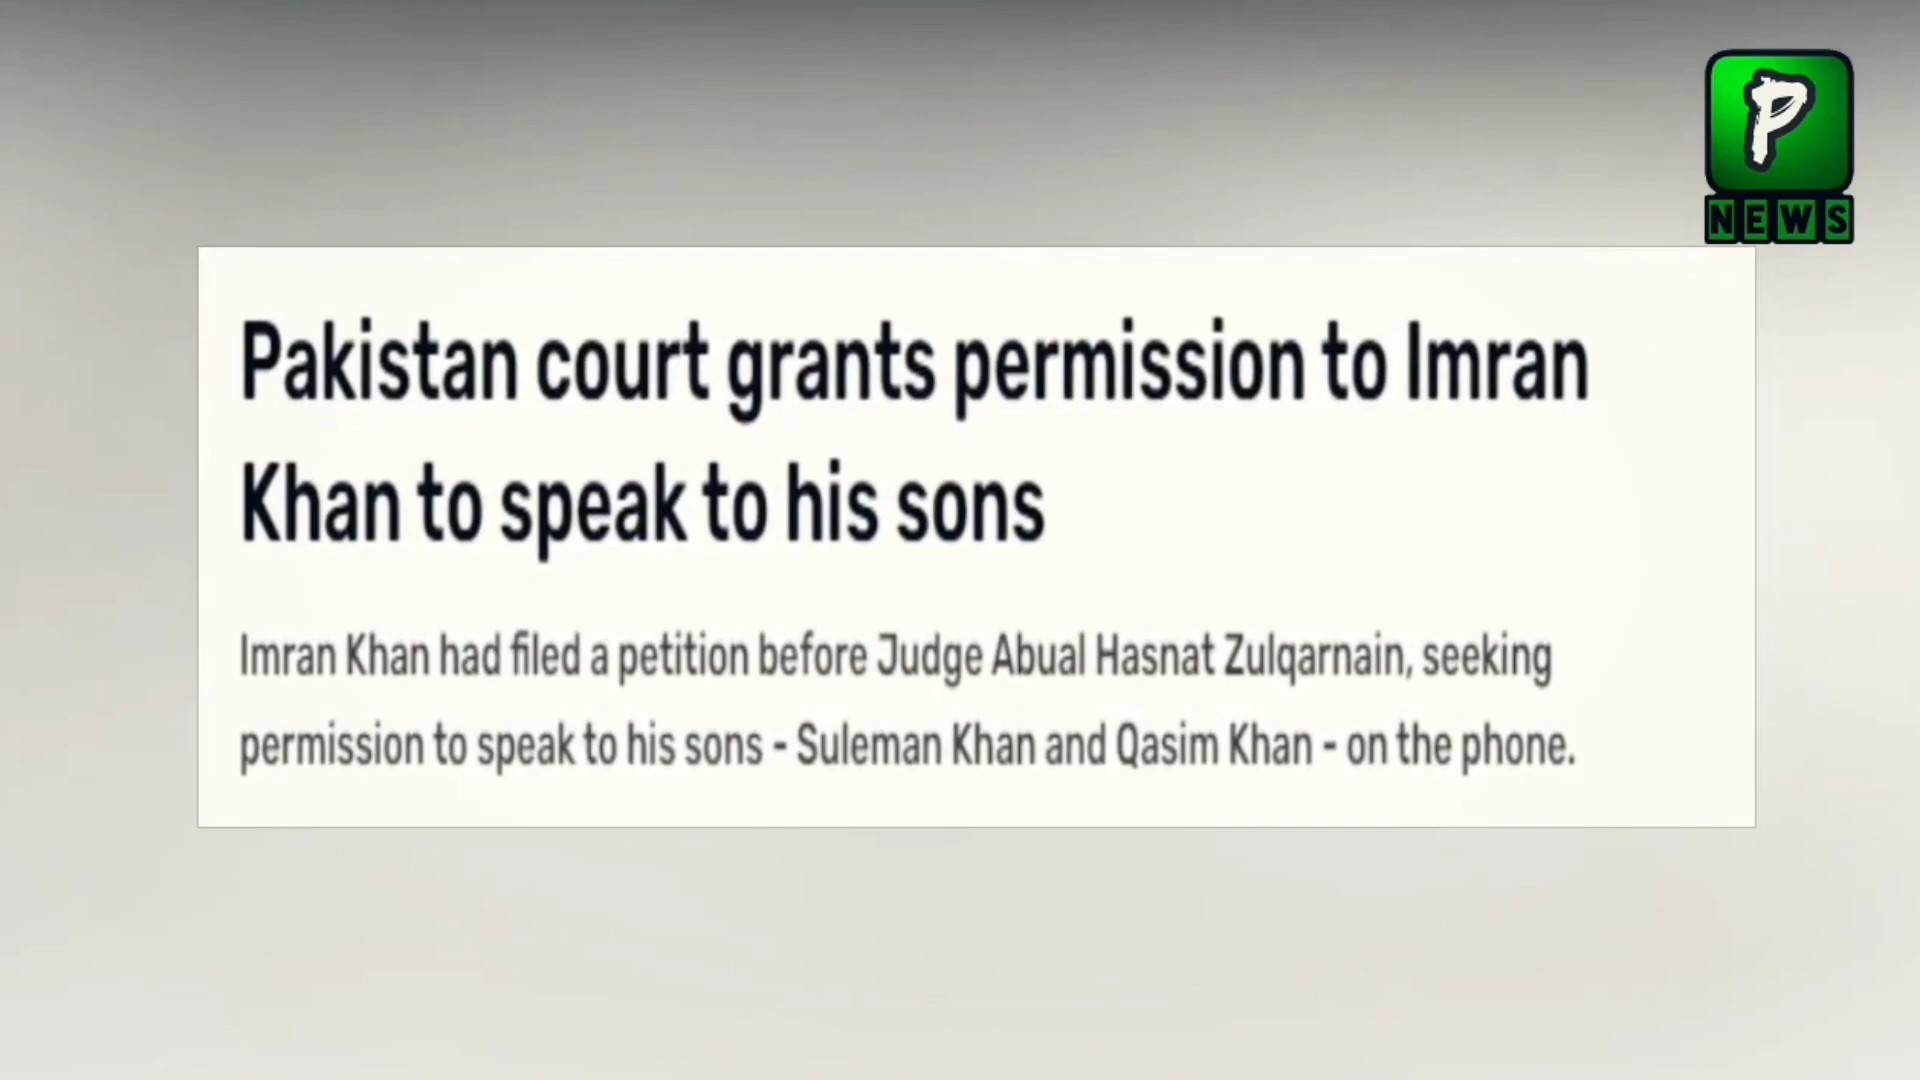 P
NEWS
Pakistan court grants permission to Imran
Khan to speak to his sons
Imran Khan had filed a petition before Judge Abual Hasnat Zulqarnain, seeking
permission to speak to his sons - Suleman Khan and Qasim Khan - on the phone.